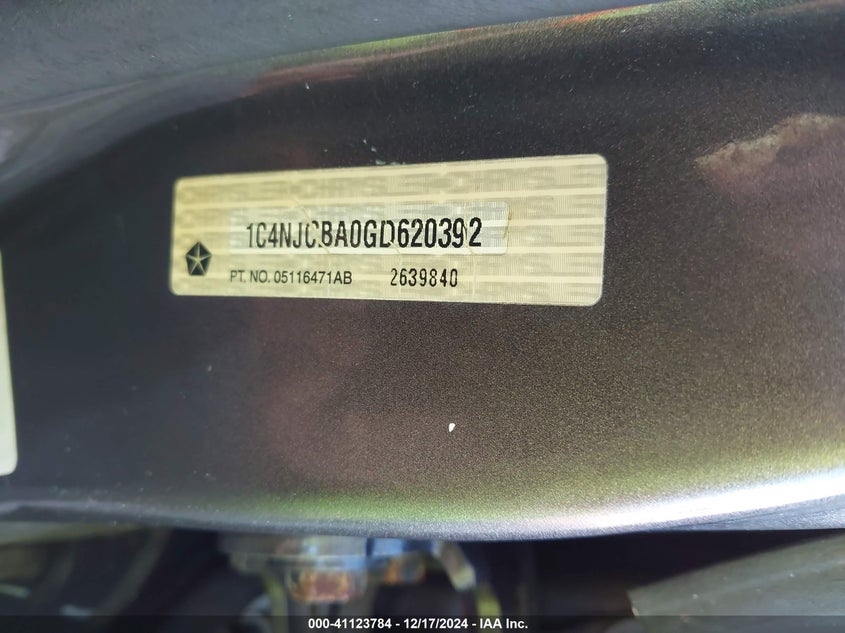 1C4NJCBA0GD620392
PT. NO. 05116471AB 2639840
000-41123784 - 12/17/2024 - IAA Inc.